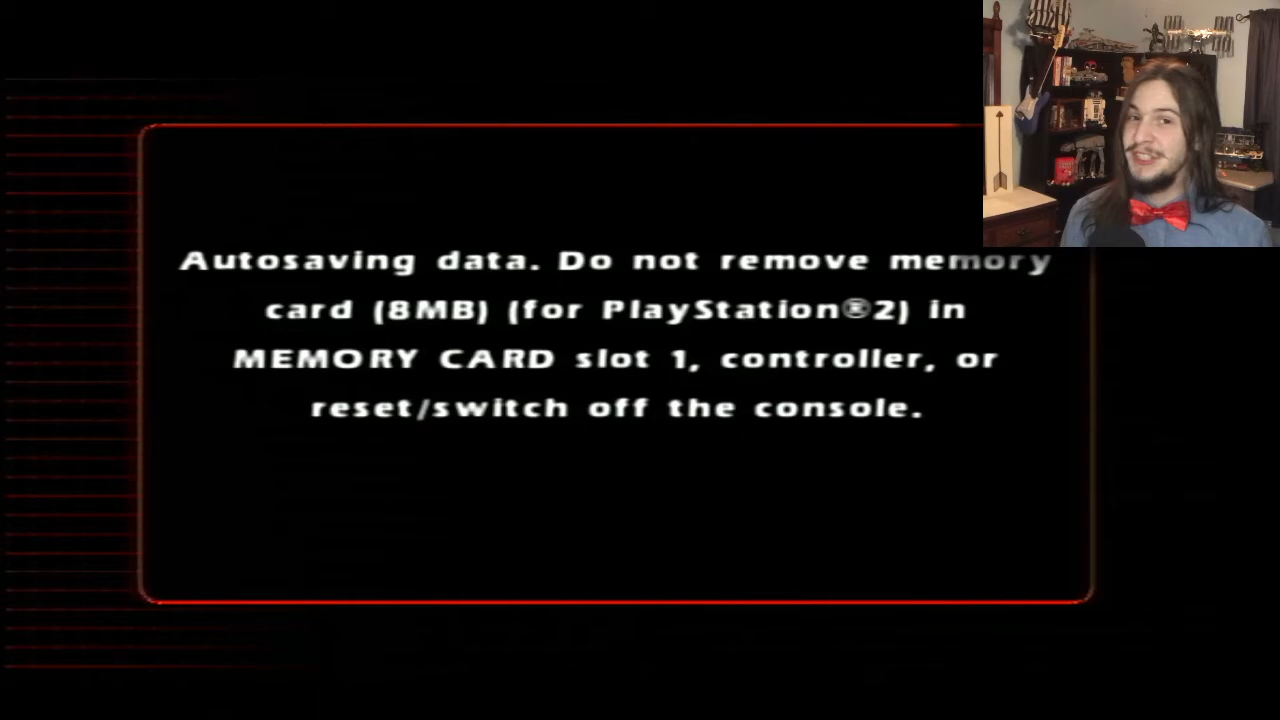 Autosaving data. Do not remove memory
card (8MB) (for PlayStation®2) in
MEMORY CARD slot 1, controller, or
reset/switch off the console.